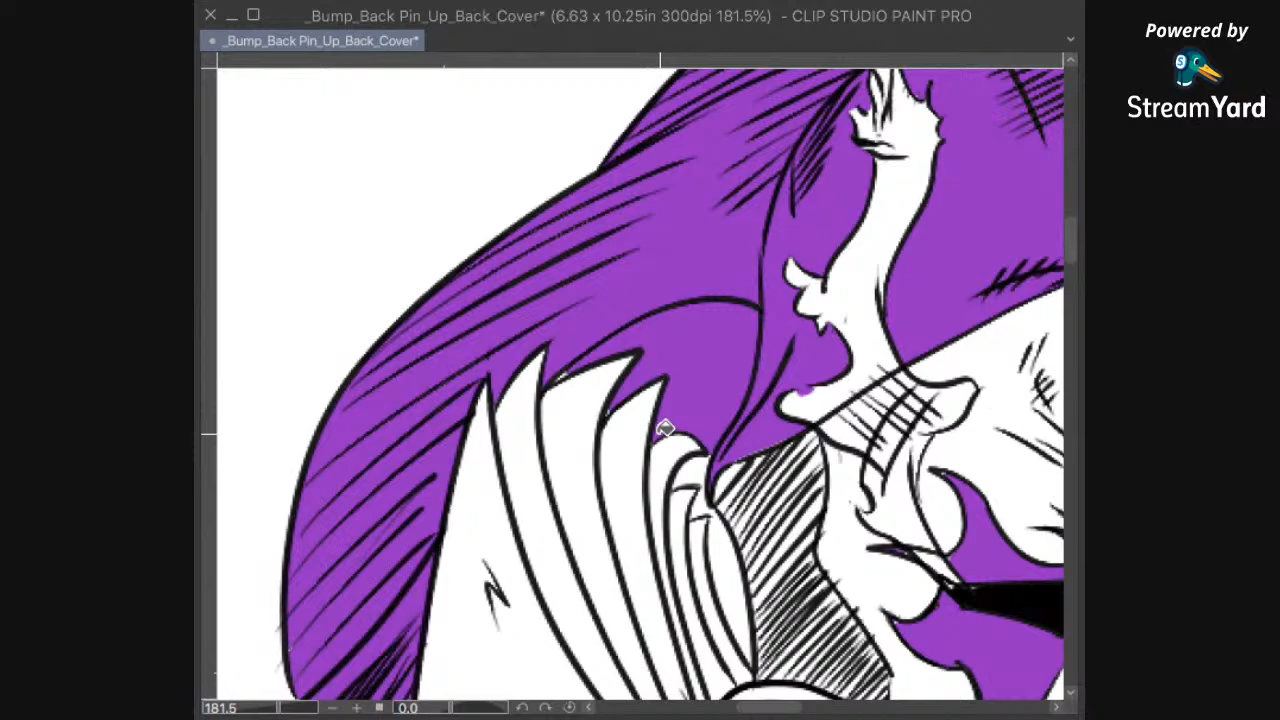 _Bump_Back Pin_Up_Back_Cover* (6.63 x 10.25in 300dpi 181.5%)  - CLIP STUDIO PAINT PRO
_Bump_Back Pin_Up_Back_Cover*
Powered by
StreamYard
181.5
0.0